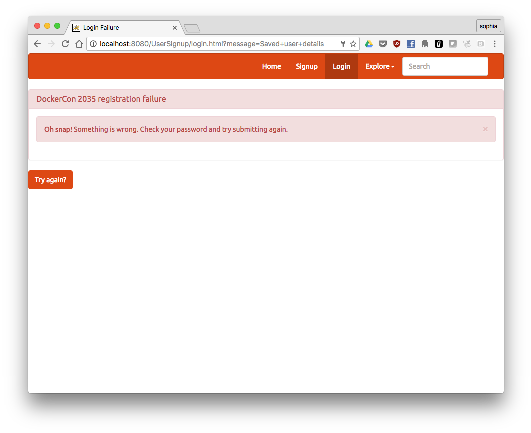 Login Failure
sophia
localhost:8080/UserSignup/login.html?message=Saved+user+details
Home Signup Login Explore Search
DockerCon 2035 registration failure
Oh snap! Something is wrong. Check your password and try submitting again. ×
Try again?